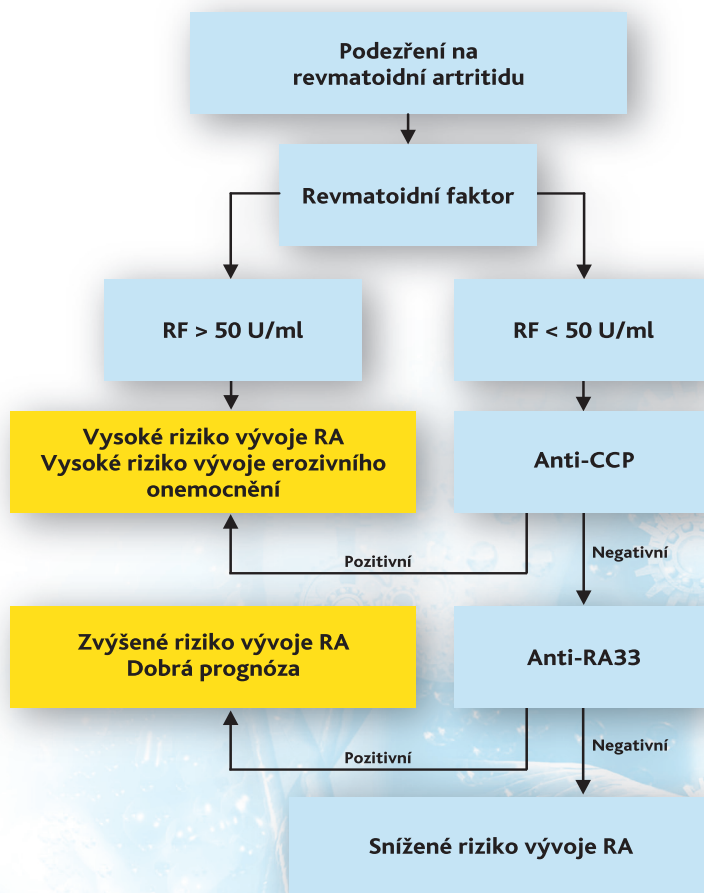 Podezření na
revmatoidní artritidu
Revmatoidní faktor
RF > 50 U/ml
RF < 50 U/ml
Vysoké riziko vývoje RA
Vysoké riziko vývoje erozivního
onemocnění
Anti-CCP
Pozitivní
Negativní
Zvýšené riziko vývoje RA
Dobrá prognóza
Anti-RA33
Pozitivní
Negativní
Snížené riziko vývoje RA